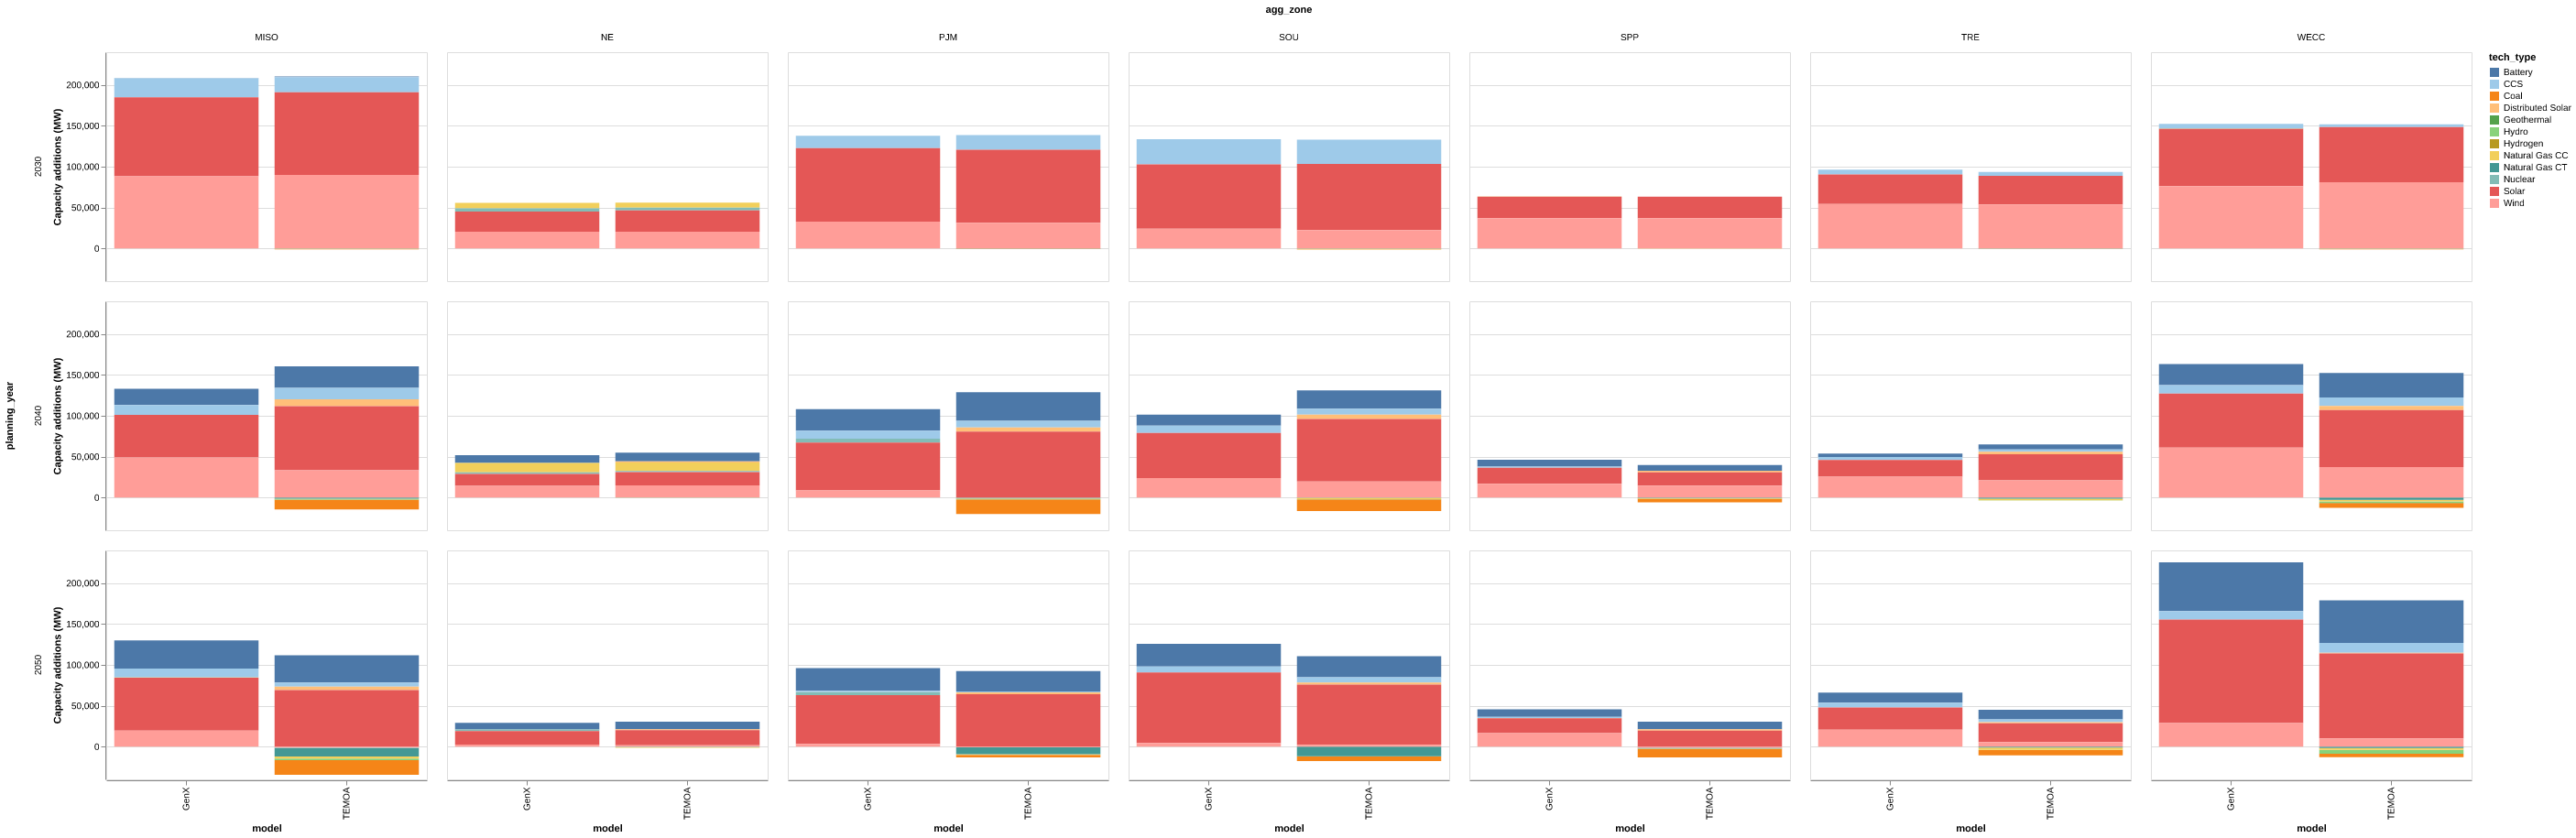 agg_zone
MISO NE PJM SOU SPP TRE WECC
tech_type
Battery
CCS
Coal
Distributed Solar
Geothermal
Hydro
Hydrogen
Natural Gas CC
Natural Gas CT
Nuclear
Solar
Wind
planning_year
2030
Capacity additions (MW)
200,000
150,000
100,000
50,000
0
2040
Capacity additions (MW)
200,000
150,000
100,000
50,000
0
2050
Capacity additions (MW)
200,000
150,000
100,000
50,000
0
GenX TEMOA GenX TEMOA GenX TEMOA GenX TEMOA GenX TEMOA GenX TEMOA GenX TEMOA
model model model model model model model